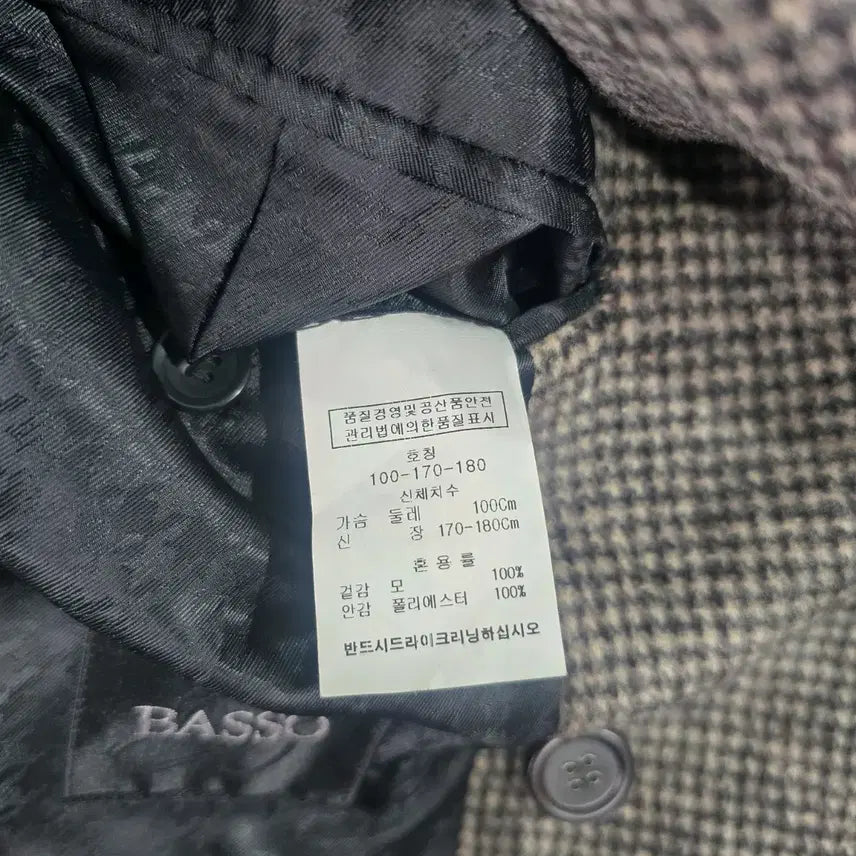 품질경영및공산품안전
관리법에의한품질표시
호칭
100-170-180
신체치수
가슴 둘레 100Cm
신 장 170-180Cm
혼용률
겉감 모 100%
안감 폴리에스터 100%
반드시드라이크리닝하십시오
BASSO